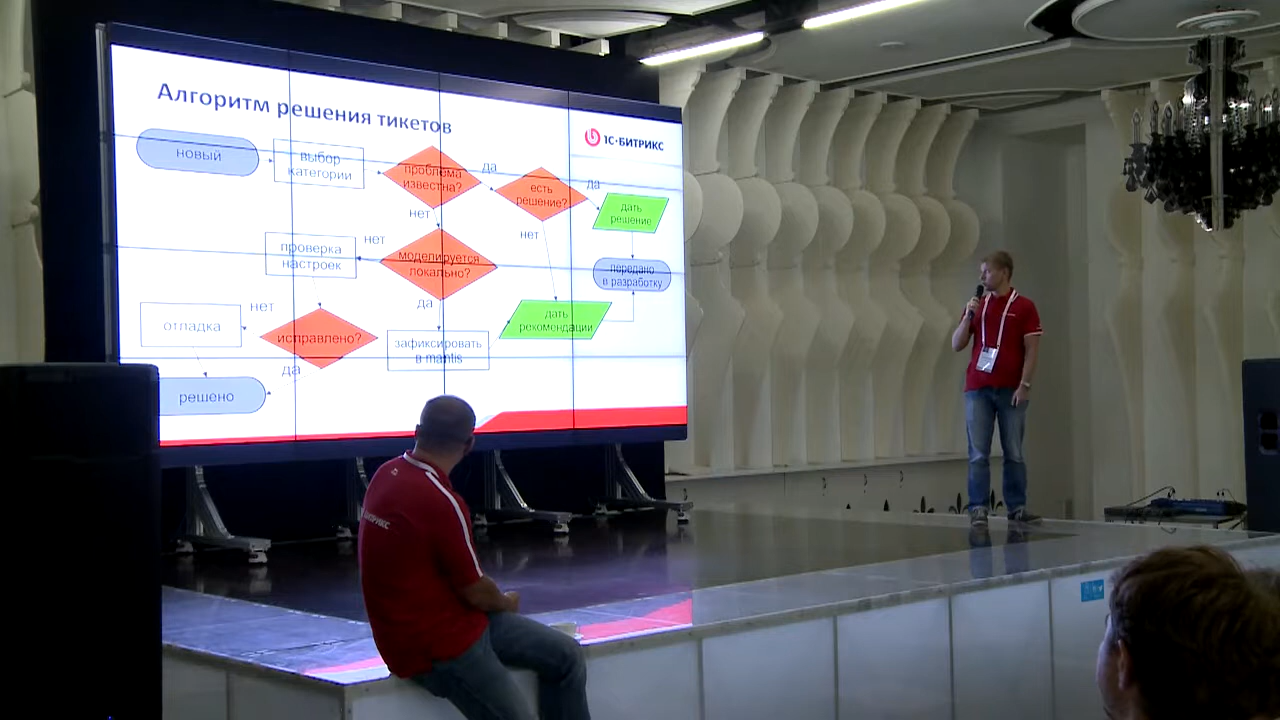 Алгоритм решения тикетов
1С·БИТРИКС
новый
выбор
категории
проблема
известна?
да
есть
решение?
да
дать
решение
нет
нет
проверка
настроек
нет
моделируется
локально?
передано
в разработку
да
дать
рекомендации
отладка
нет
исправлено?
зафиксировать
в mantis
да
решено
БИТРИКС